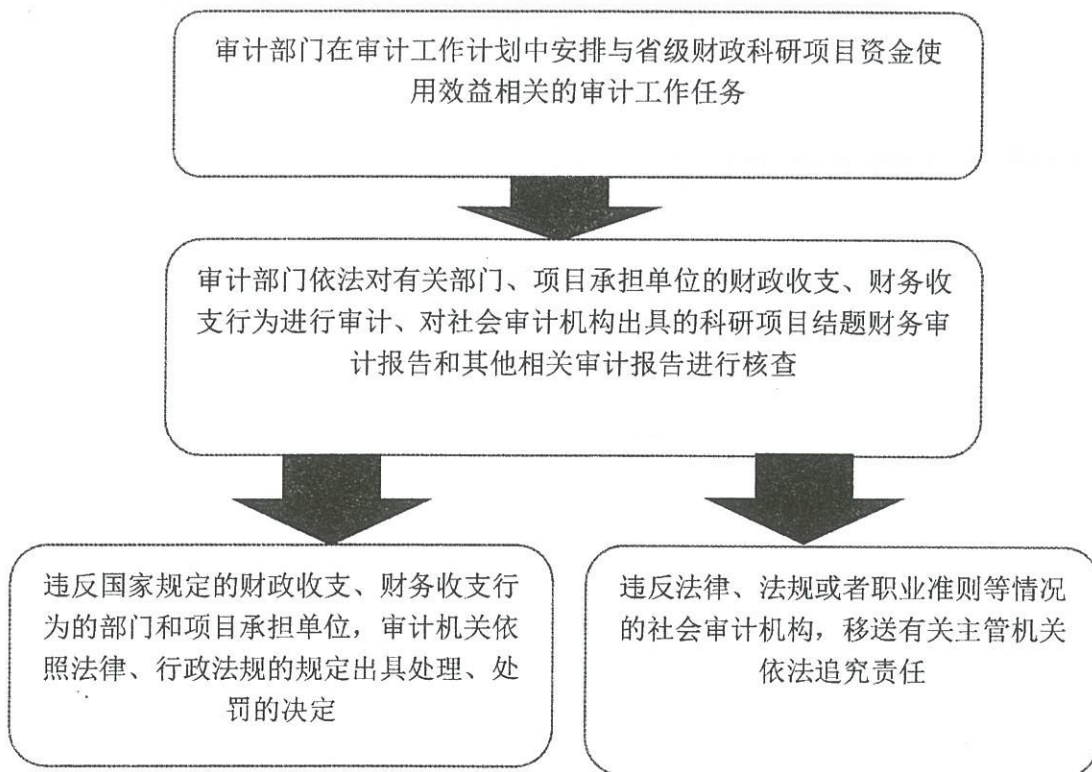 审计部门在审计工作计划中安排与省级财政科研项目资金使
用效益相关的审计工作任务
审计部门依法对有关部门、项目承担单位的财政收支、财务收
支行为进行审计、对社会审计机构出具的科研项目结题财务审
计报告和其他相关审计报告进行核查
违反国家规定的财政收支、财务收支行
为的部门和项目承担单位，审计机关依
照法律、行政法规的规定出具处理、处
罚的决定
违反法律、法规或者职业准则等情况
的社会审计机构，移送有关主管机关
依法追究责任